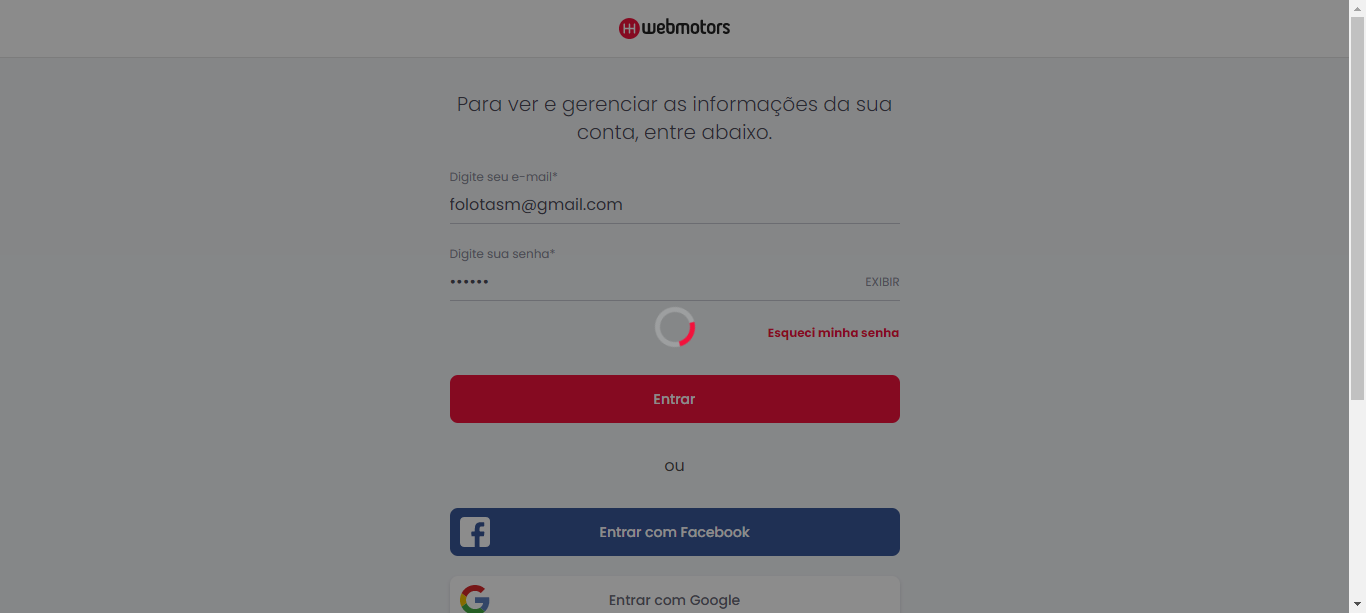 webmotors
Para ver e gerenciar as informações da sua
conta, entre abaixo.
Digite seu e-mail*
folotasm@gmail.com
Digite sua senha*
••••••
EXIBIR
Esqueci minha senha
Entrar
ou
Entrar com Facebook
Entrar com Google